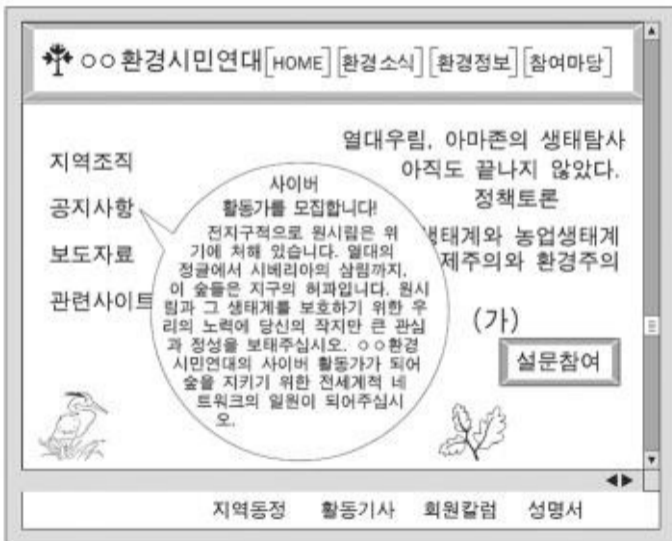 ○○환경시민연대[HOME][환경소식][환경정보][참여마당]
지역조직
공지사항
보도자료
관련사이트
사이버
활동가를 모집합니다!
전지구적으로 원시림은 위
기에 처해 있습니다. 열대의
정글에서 시베리아의 삼림까지,
이 숲들은 지구의 허파입니다. 원시
림과 그 생태계를 보호하기 위한 우
리의 노력에 당신의 작지만 큰 관심
과 정성을 보태주십시오. ○○환경
시민연대의 사이버 활동가가 되어
숲을 지키기 위한 전세계적 네
트워크의 일원이 되어주십시
오.
열대우림, 아마존의 생태탐사
아직도 끝나지 않았다.
정책토론
생태계와 농업생태계
제주의와 환경주의
(가)
설문참여
지역동정 활동기사 회원칼럼 성명서